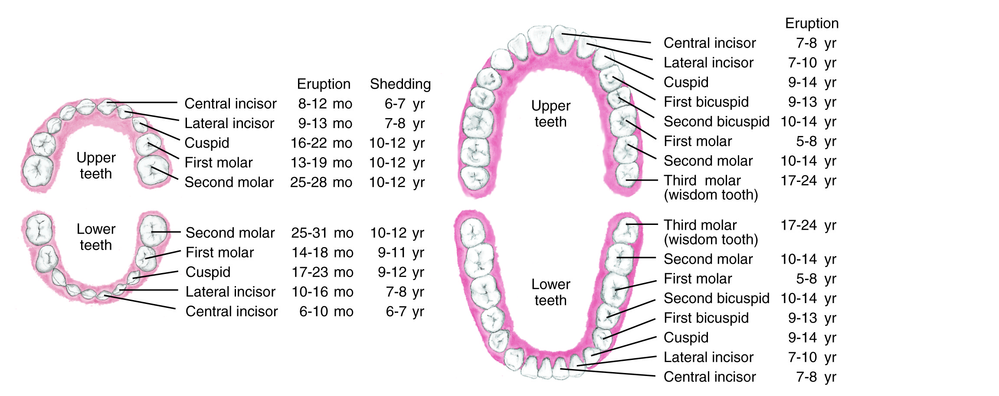 Eruption Shedding
Central incisor 8-12 mo 6-7 yr
Lateral incisor 9-13 mo 7-8 yr
Cuspid 16-22 mo 10-12 yr
First molar 13-19 mo 10-12 yr
Second molar 25-28 mo 10-12 yr
Upper
teeth
Lower
teeth
Second molar 25-31 mo 10-12 yr
First molar 14-18 mo 9-11 yr
Cuspid 17-23 mo 9-12 yr
Lateral incisor 10-16 mo 7-8 yr
Central incisor 6-10 mo 6-7 yr
Eruption
Central incisor 7-8 yr
Lateral incisor 7-10 yr
Cuspid 9-14 yr
First bicuspid 9-13 yr
Second bicuspid 10-14 yr
First molar 5-8 yr
Second molar 10-14 yr
Third molar 17-24 yr
(wisdom tooth)
Upper
teeth
Third molar 17-24 yr
(wisdom tooth)
Second molar 10-14 yr
First molar 5-8 yr
Second bicuspid 10-14 yr
First bicuspid 9-13 yr
Cuspid 9-14 yr
Lateral incisor 7-10 yr
Central incisor 7-8 yr
Lower
teeth